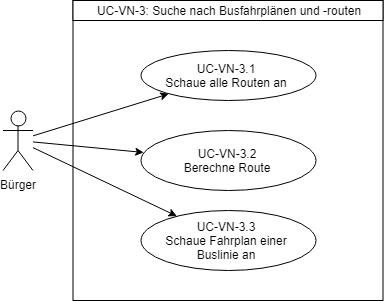 UC-VN-3: Suche nach Busfahrplänen und -routen
UC-VN-3.1
Schaue alle Routen an
UC-VN-3.2
Berechne Route
Bürger
UC-VN-3.3
Schaue Fahrplan einer
Buslinie an